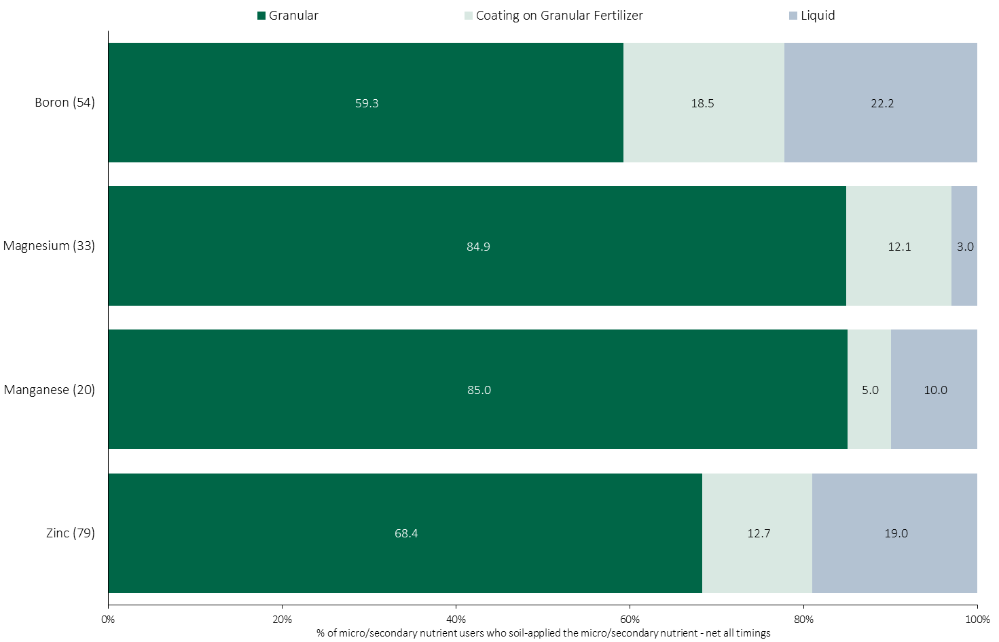 Granular Coating on Granular Fertilizer Liquid
Boron (54) 59.3 18.5 22.2
Magnesium (33) 84.9 12.1 3.0
Manganese (20) 85.0 5.0 10.0
Zinc (79) 68.4 12.7 19.0
0% 20% 40% 60% 80% 100%
% of micro/secondary nutrient users who soil-applied the micro/secondary nutrient - net all timings